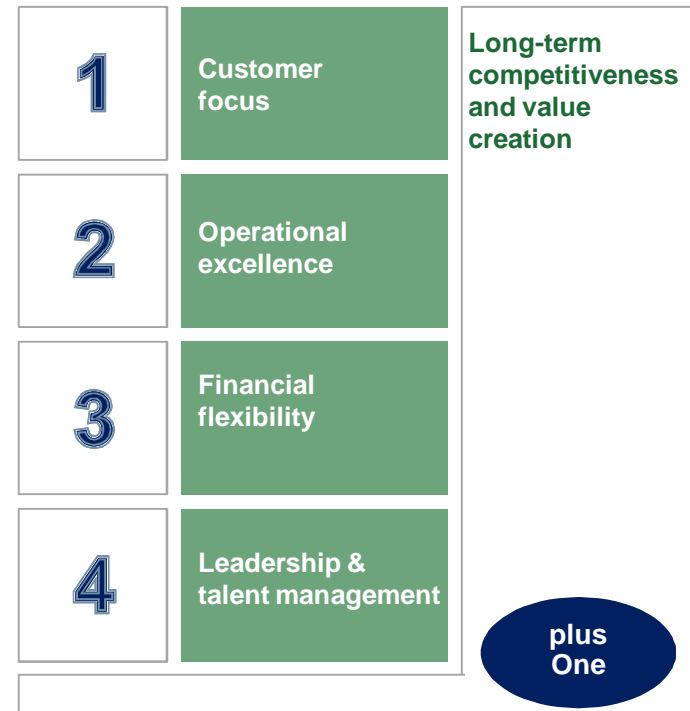 1
Customer
focus
Long-term
competitiveness
and value
creation
2
Operational
excellence
3
Financial
flexibility
4
Leadership &
talent management
plus
One